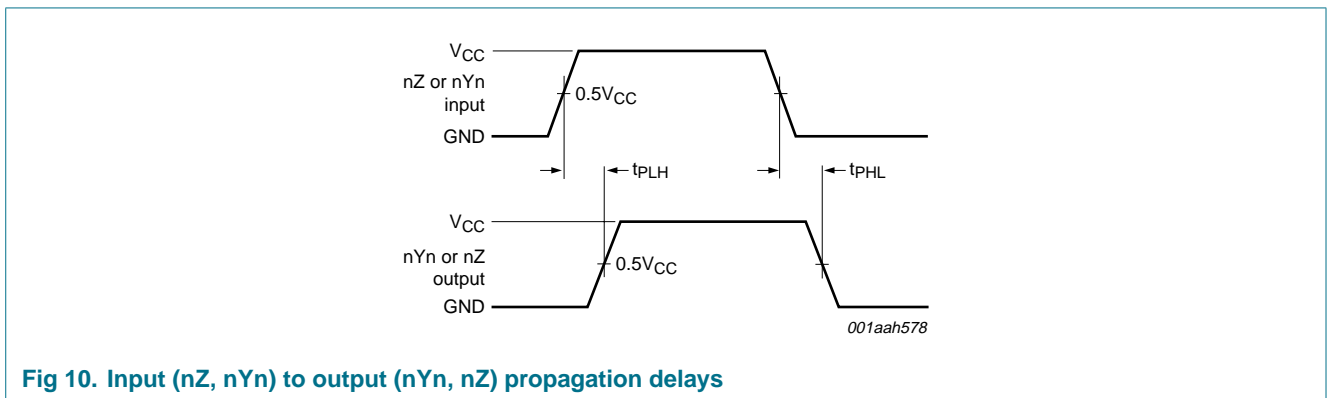 VCC
nZ or nYn
input
0.5VCC
GND
tPLH
tPHL
VCC
nYn or nZ
output
0.5VCC
GND
001aah578
Fig 10. Input (nZ, nYn) to output (nYn, nZ) propagation delays